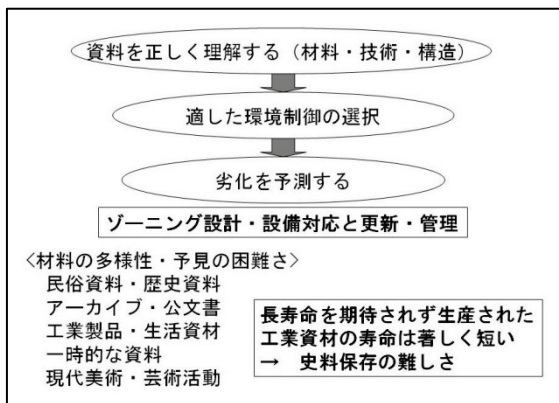 資料を正しく理解する（材料・技術・構造）
適した環境制御の選択
劣化を予測する
ゾーニング設計・設備対応と更新・管理
<材料の多様性・予見の困難さ>
民俗資料・歴史資料
アーカイブ・公文書
工業製品・生活資材
一時的な資料
現代美術・芸術活動
長寿命を期待されず生産された
工業資材の寿命は著しく短い
→　史料保存の難しさ